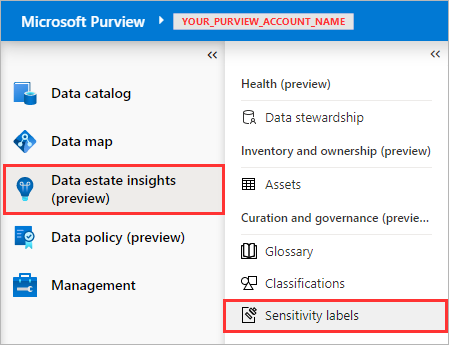 Microsoft Purview
YOUR_PURVIEW_ACCOUNT_NAME
Data catalog
Data map
Data estate insights
(preview)
Data policy (preview)
Management
Health (preview)
Data stewardship
Inventory and ownership (preview)
Assets
Curation and governance (previe...
Glossary
Classifications
Sensitivity labels